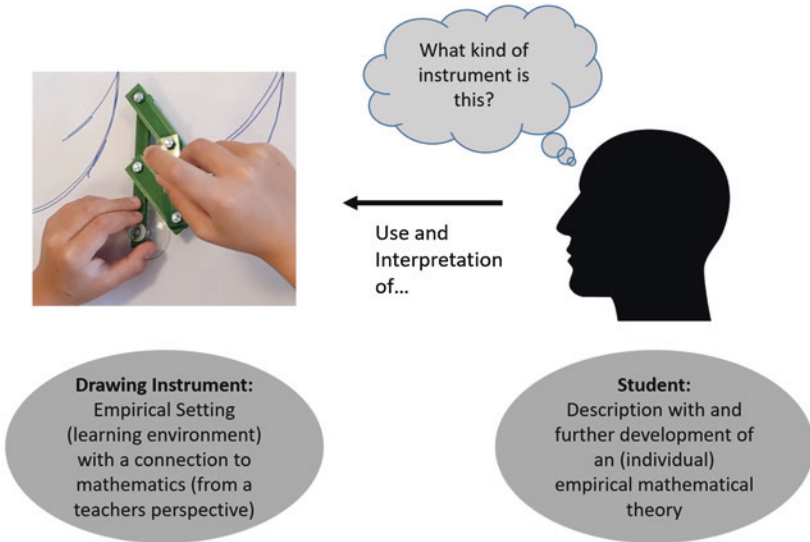 What kind of
instrument is
this?
Use and
Interpretation
of...
Drawing Instrument:
Empirical Setting
(learning environment)
with a connection to
mathematics (from a
teachers perspective)
Student:
Description with and
further development of
an (individual)
empirical mathematical
theory